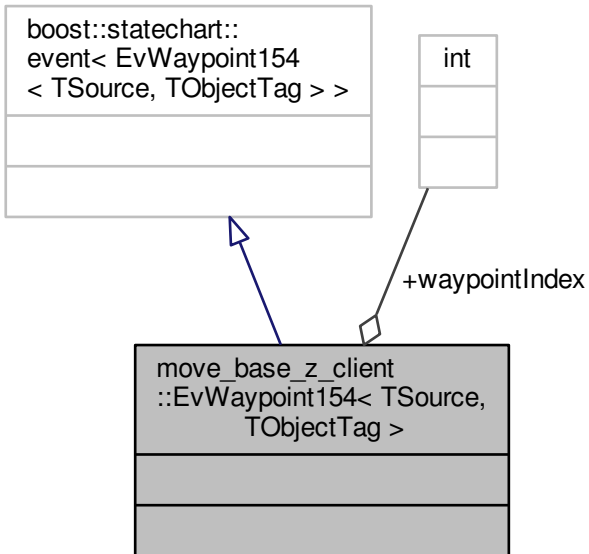 boost::statechart::
event< EvWaypoint154
< TSource, TObjectTag > >
int
+waypointIndex
move_base_z_client
::EvWaypoint154< TSource,
TObjectTag >